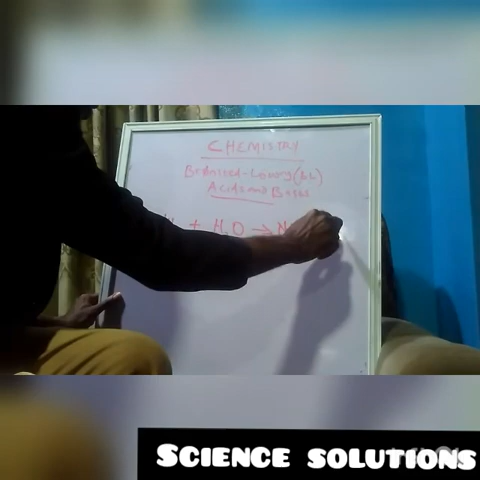 CHEMISTRY
Bronsted-Lowry (BL)
Acids and Bases
+ H2O → N
SCIENCE SOLUTIONS